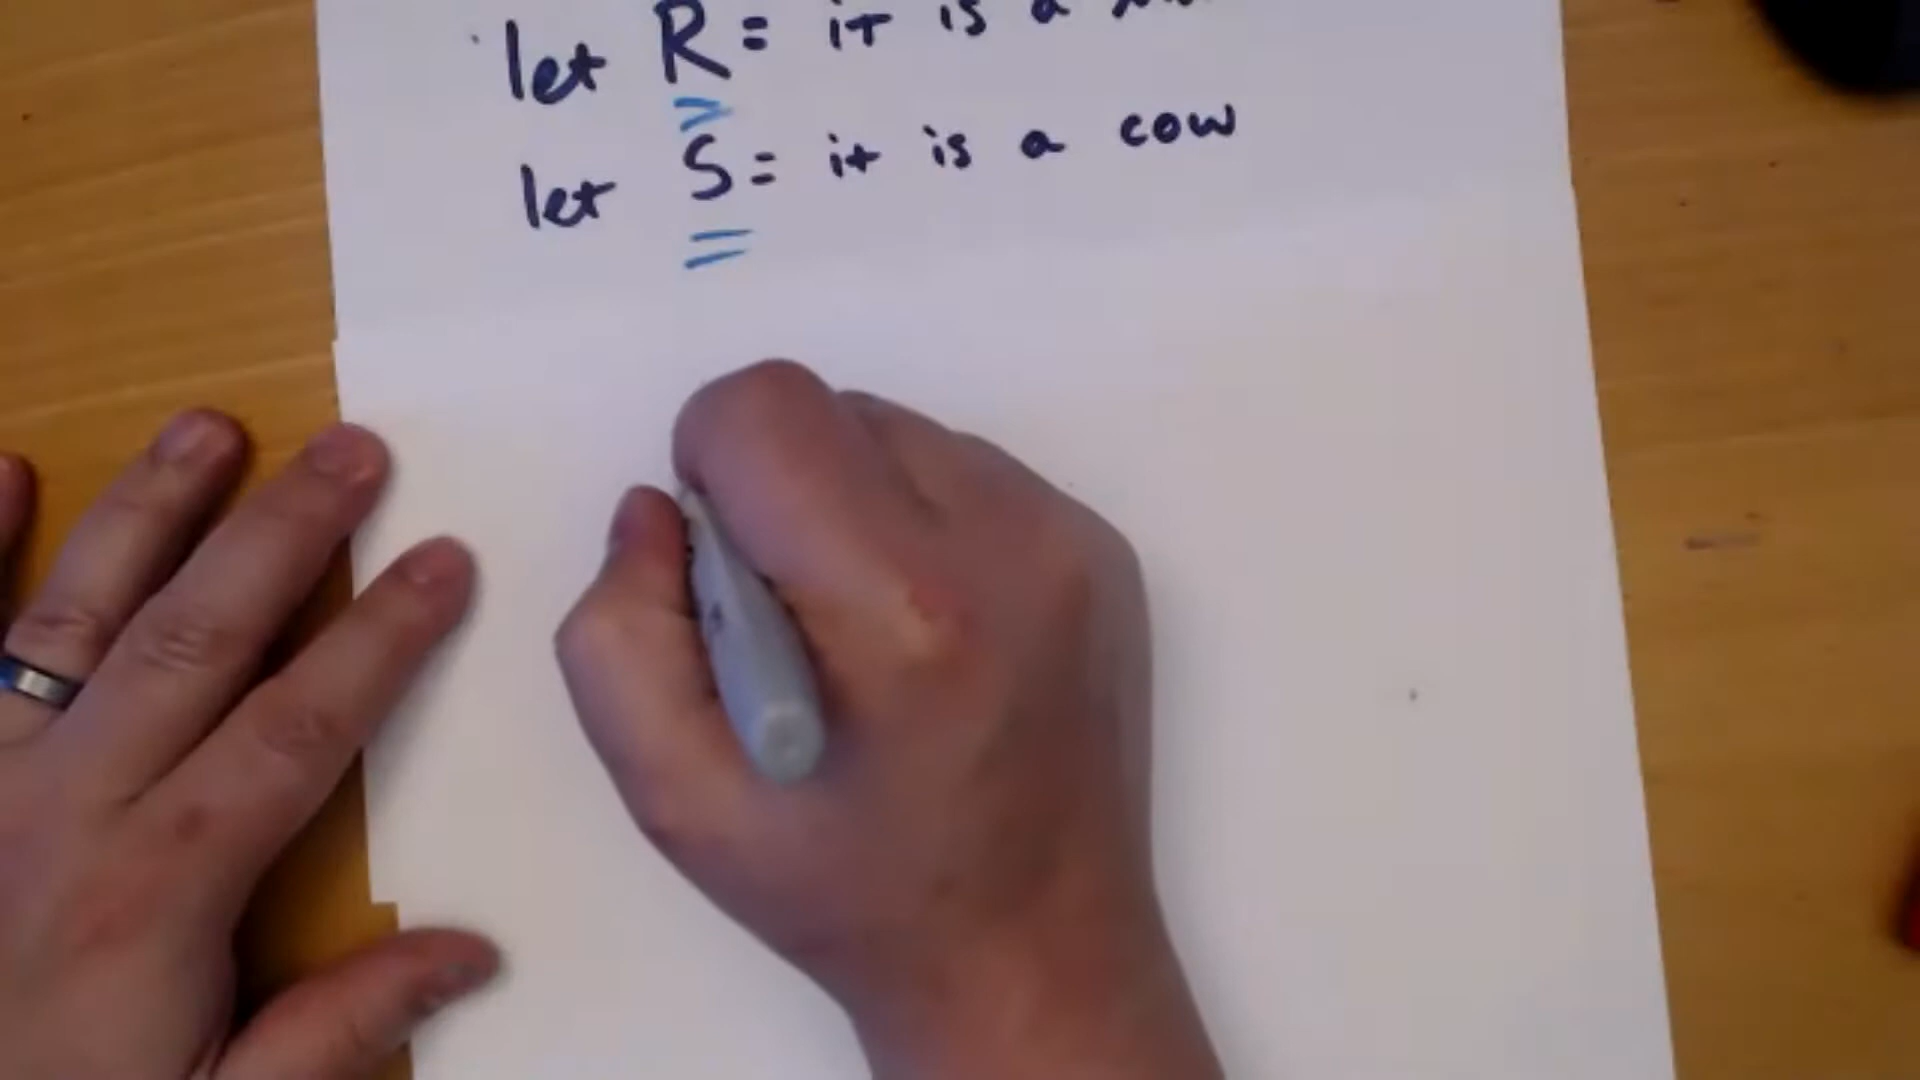 let R = it is a
let S = it is a cow